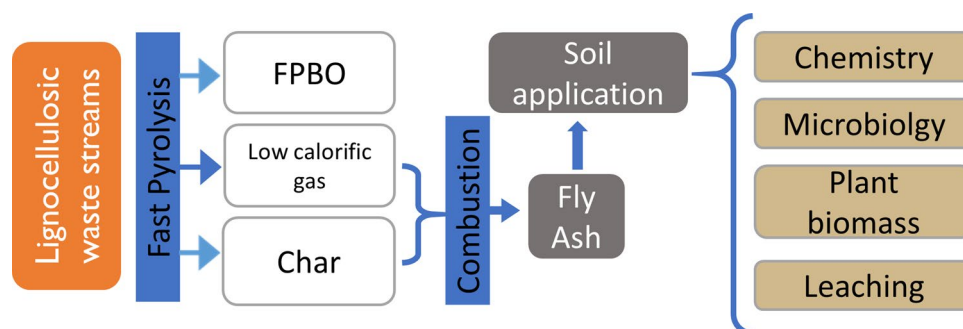 Lignocellulosic
waste streams
Fast Pyrolysis
FPBO
Low calorific
gas
Char
Combustion
Fly
Ash
Soil
application
Chemistry
Microbiolgy
Plant
biomass
Leaching